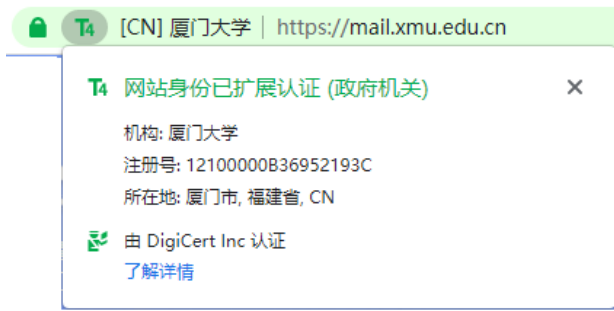 T4 [CN] 厦门大学 | https://mail.xmu.edu.cn
T4 网站身份已扩展认证 (政府机关)
机构: 厦门大学
注册号: 12100000B36952193C
所在地: 厦门市, 福建省, CN
由 DigiCert Inc 认证
了解详情